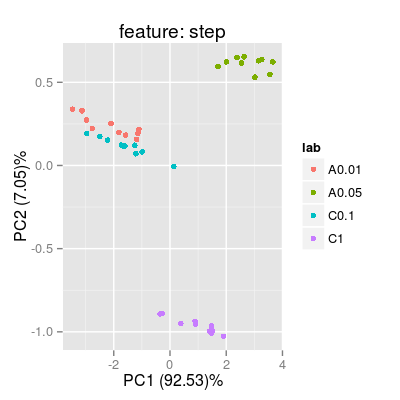 feature: step
0.5
0.0
-0.5
-1.0
PC2 (7.05)%
-2
0
2
4
PC1 (92.53)%
lab
A0.01
A0.05
C0.1
C1